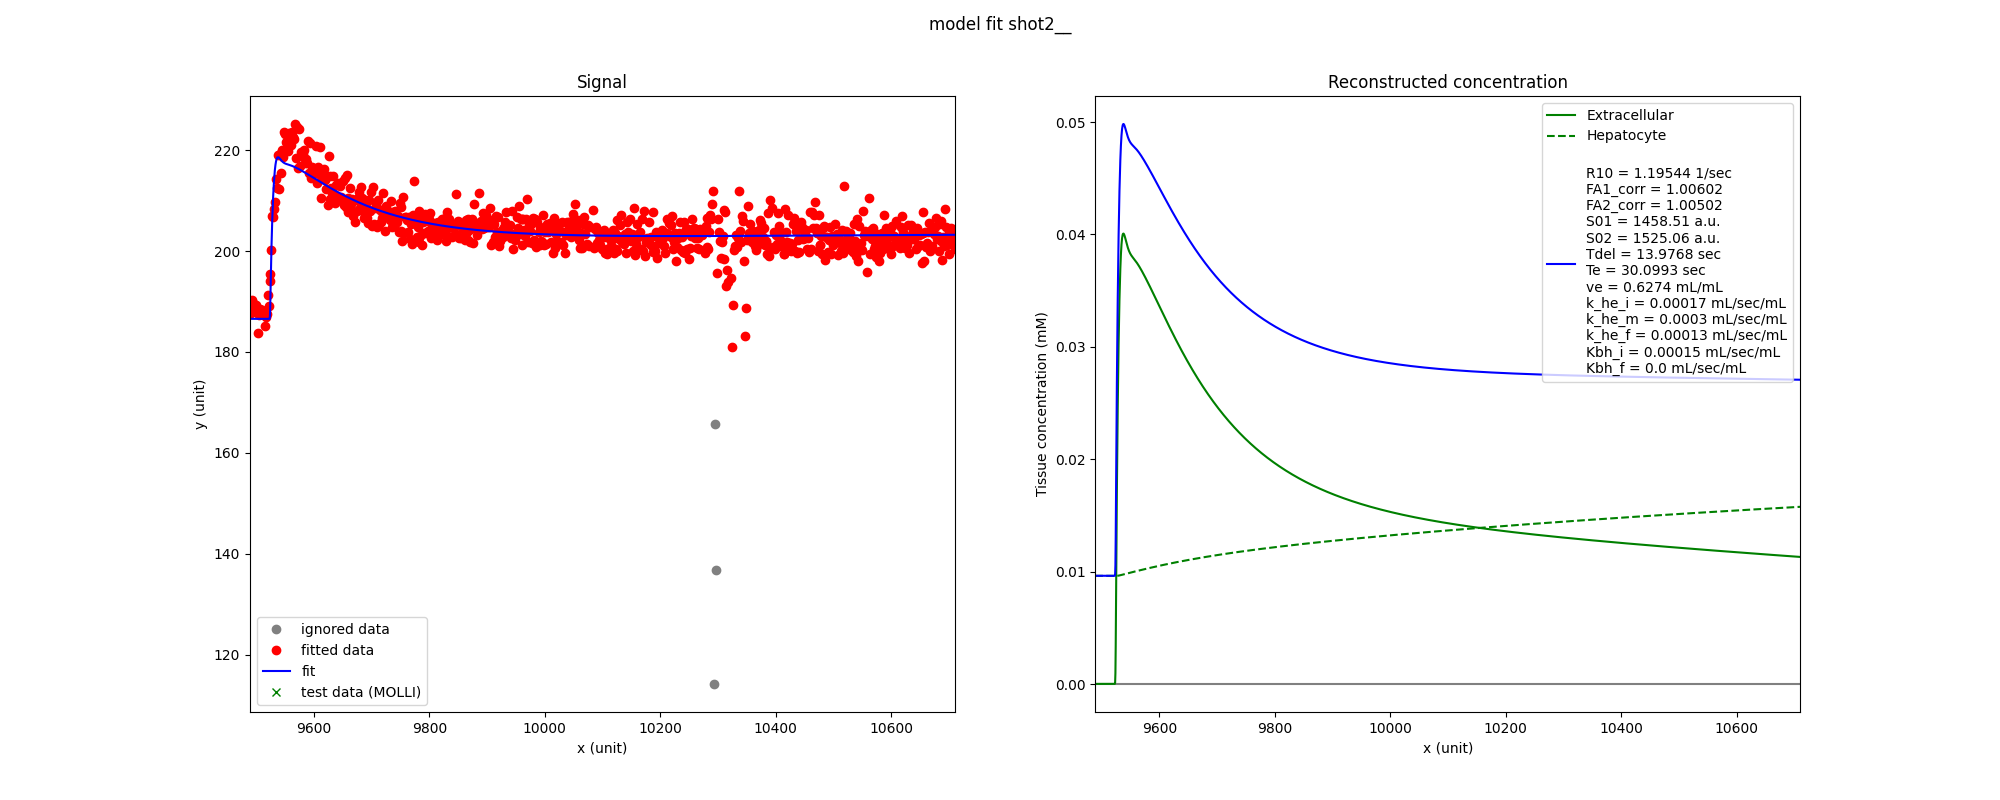 model fit shot2__
Signal
y (unit)
220
200
180
160
140
120
ignored data
fitted data
fit
test data (MOLLI)
9600 9800 10000 10200 10400 10600
x (unit)
Reconstructed concentration
Tissue concentration (mM)
0.05
0.04
0.03
0.02
0.01
0.00
Extracellular
Hepatocyte
R10 = 1.19544 1/sec
FA1_corr = 1.00602
FA2_corr = 1.00502
S01 = 1458.51 a.u.
S02 = 1525.06 a.u.
Tdel = 13.9768 sec
Te = 30.0993 sec
ve = 0.6274 mL/mL
k_he_i = 0.00017 mL/sec/mL
k_he_m = 0.0003 mL/sec/mL
k_he_f = 0.00013 mL/sec/mL
Kbh_i = 0.00015 mL/sec/mL
Kbh_f = 0.0 mL/sec/mL
9600 9800 10000 10200 10400 10600
x (unit)